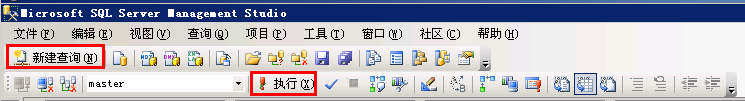 Microsoft SQL Server Management Studio
文件(F) 编辑(E) 视图(V) 查询(Q) 项目(P) 工具(T) 窗口(W) 社区(C) 帮助(H)
新建查询(N)
master 执行(X)